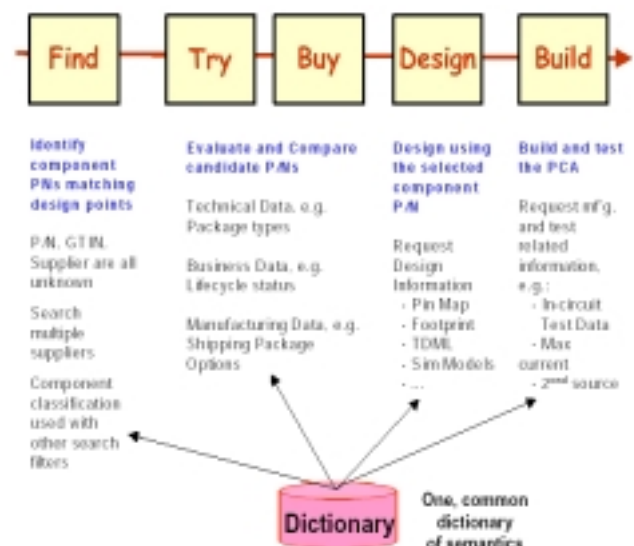 Find
Try
Buy
Design
Build
Identify
component
PNs matching
design points
P/N, GTIN,
Supplier are all
unknown
Search
multiple
suppliers
Component
classification
used with
other search
filters
Evaluate and Compare
candidate P/Ns
Technical Data, e.g.
Package types
Business Data, e.g.
Lifecycle status
Manufacturing Data, e.g.
Shipping Package
Options
Design using
the selected
component
P/N
Request
Design
Information
- Pin Map
- Footprint
- TDML
- Sim Models
- ...
Build and test
the PCA
Request mfg.
and test
related
information,
e.g.:
- In-circuit
Test Data
- Max
current
- 2nd source
Dictionary
One, common
dictionary
of semantics